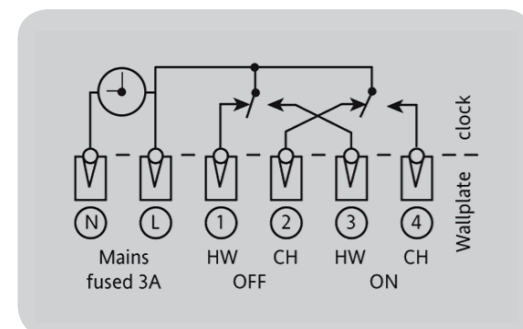 clock
Wallplate
N L 1 2 3 4
Mains HW CH HW CH
fused 3A OFF ON